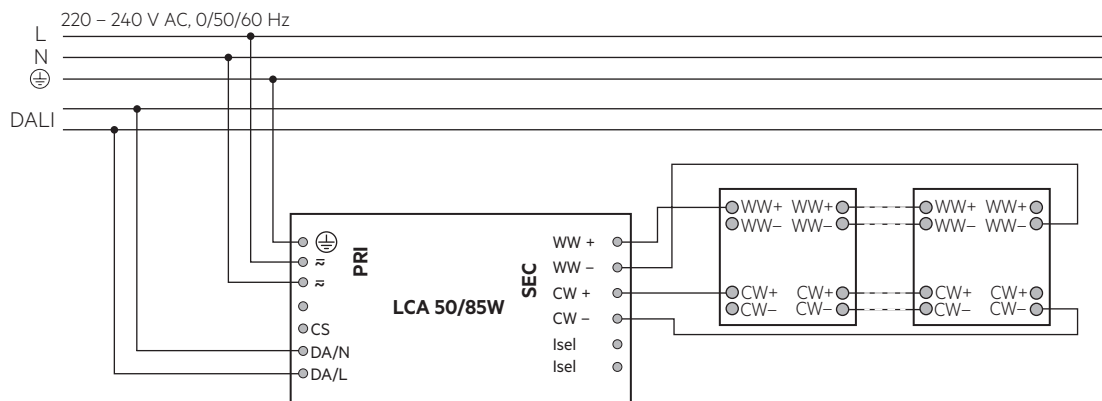 220 – 240 V AC, 0/50/60 Hz
L
N
DALI
WW+ WW+ WW+ WW+
WW– WW– WW– WW–
CW+ CW+ CW+ CW+
CW– CW– CW– CW–
PRI
SEC
LCA 50/85W
CS
DA/N
DA/L
WW +
WW –
CW +
CW –
Isel
Isel